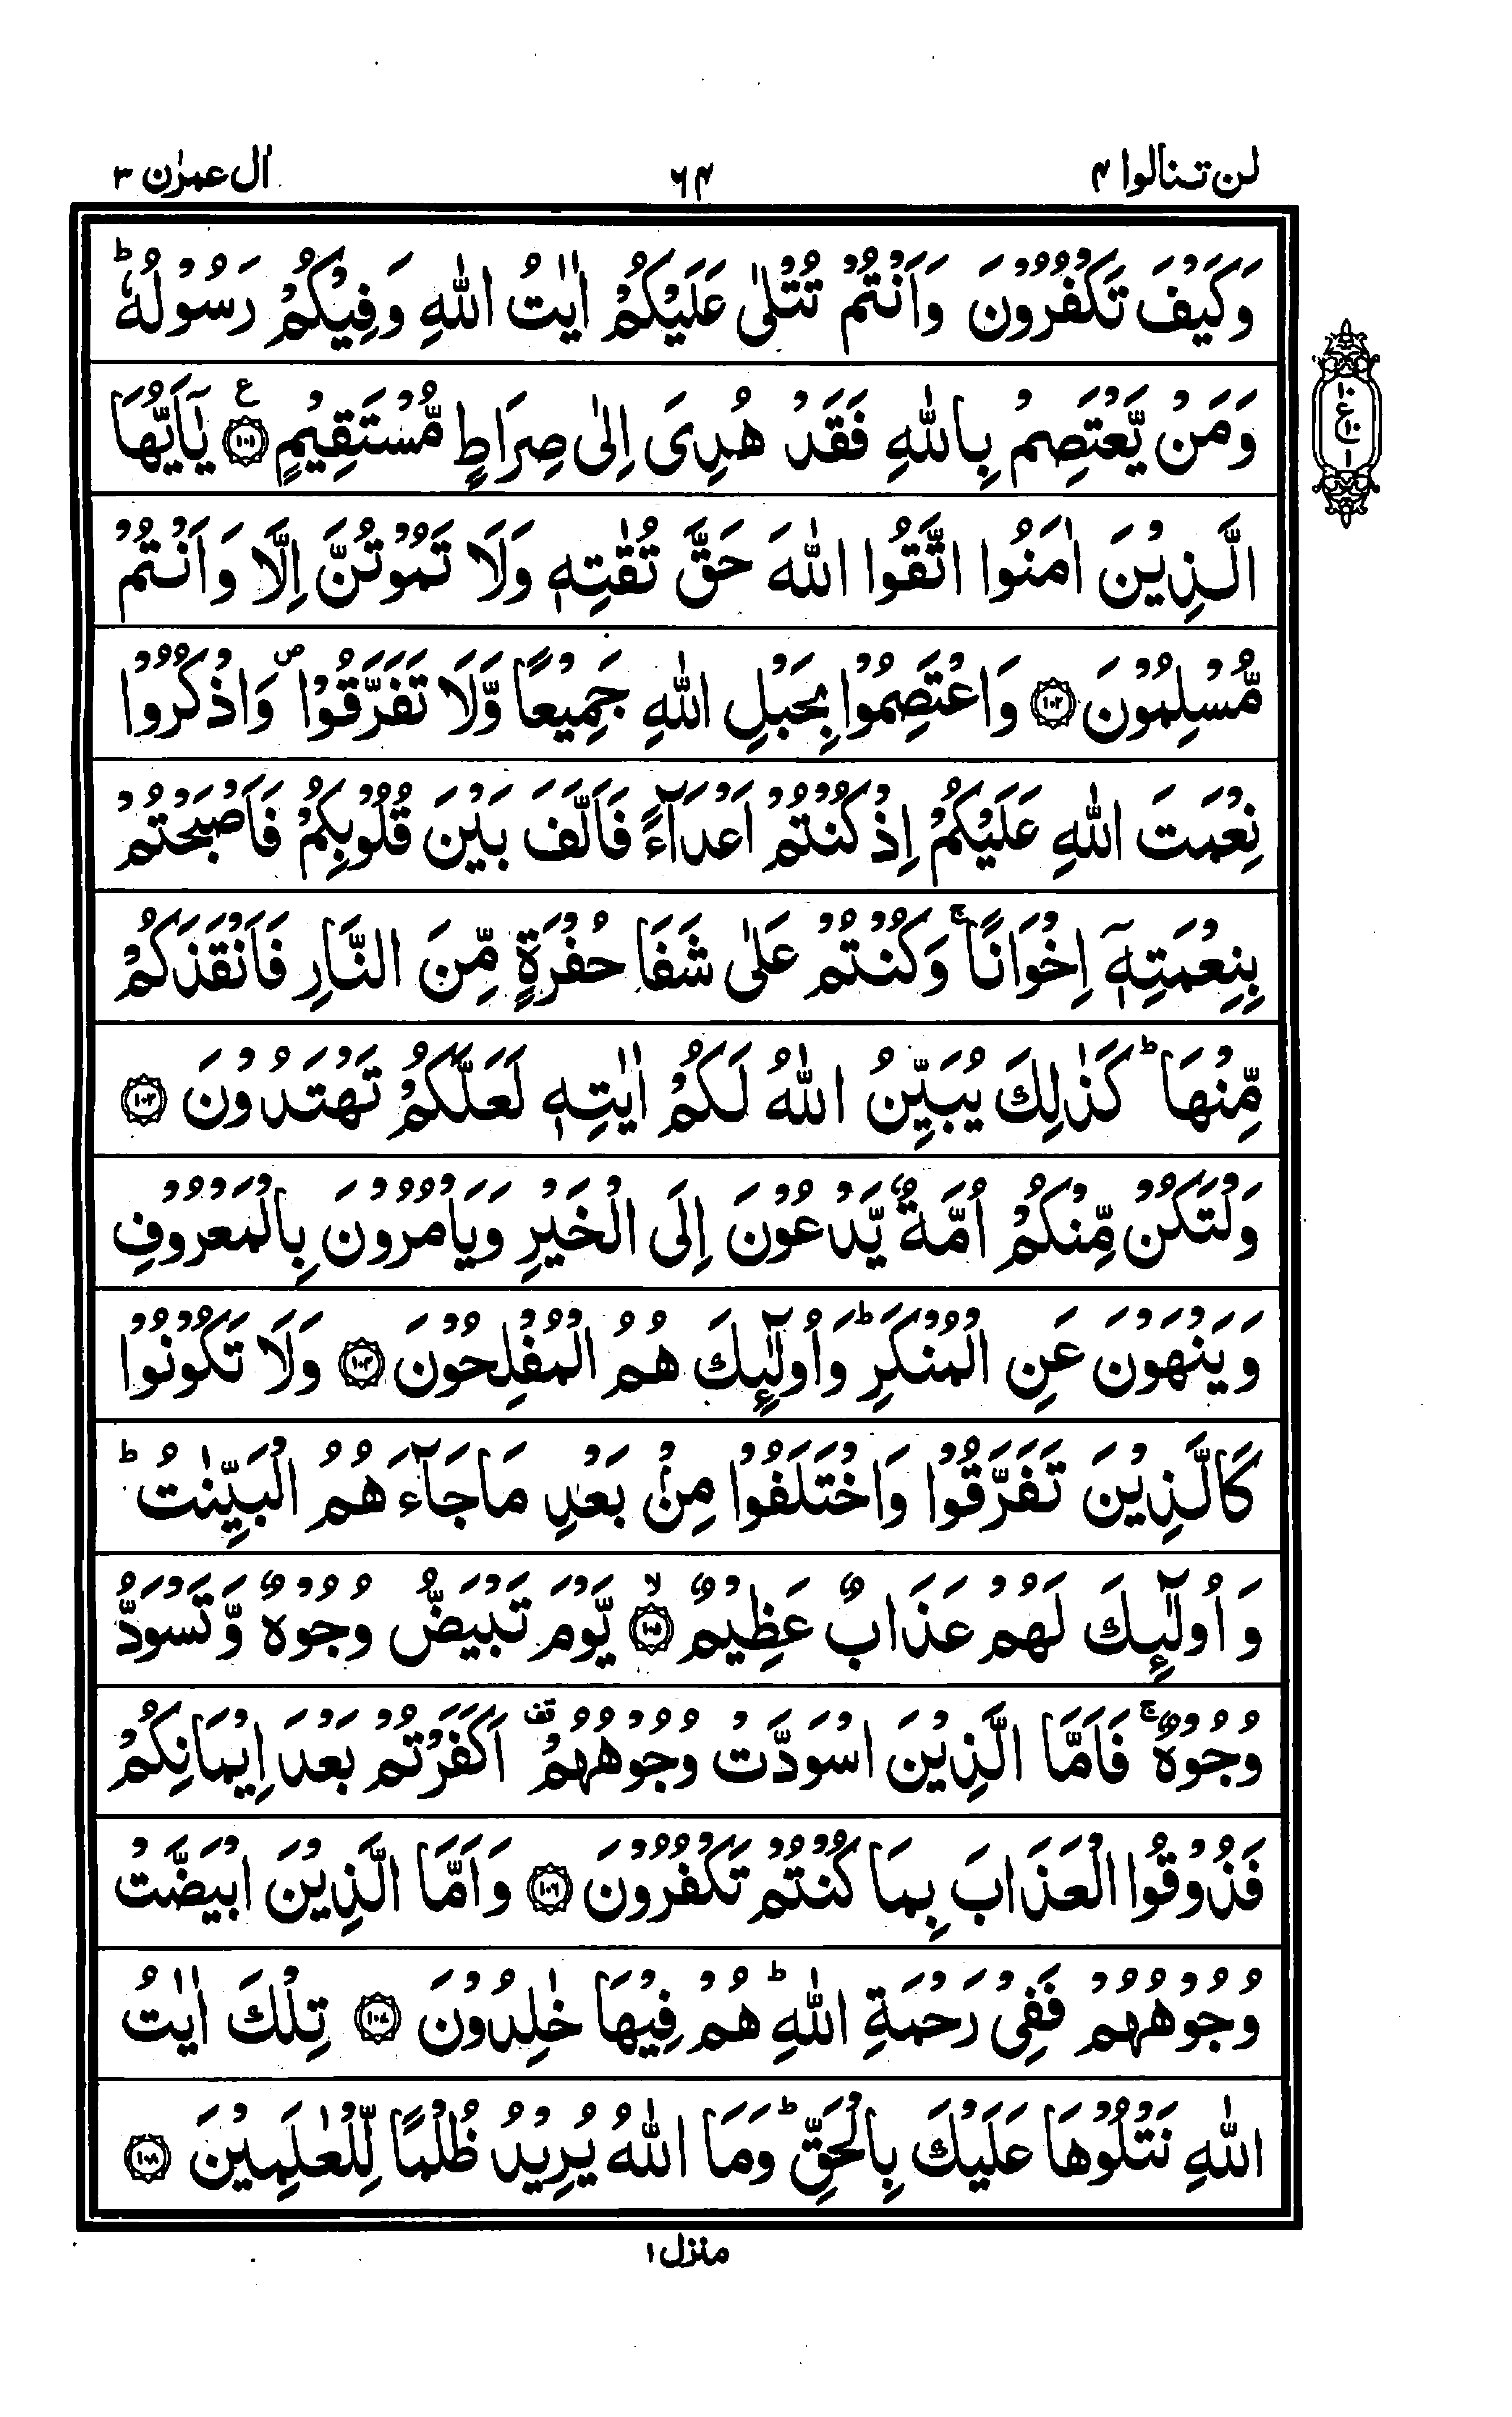 لن تنالوا ۴
۶۴
اٰل عمرٰن ۳
وَكَيْفَ تَكْفُرُوْنَ وَاَنْتُمْ تُتْلٰى عَلَيْكُمْ اٰيٰتُ اللّٰهِ وَفِيْكُمْ رَسُوْلُهٗ ؕ
وَمَنْ يَّعْتَصِمْ بِاللّٰهِ فَقَدْ هُدِىَ اِلٰى صِرَاطٍ مُّسْتَقِيْمٍ ۧ‏﴿۱۰۱﴾ يٰۤاَيُّهَا
الَّذِيْنَ اٰمَنُوا اتَّقُوا اللّٰهَ حَقَّ تُقٰتِهٖ وَلَا تَمُوْتُنَّ اِلَّا وَاَنْتُمْ
مُّسْلِمُوْنَ ﴿۱۰۲﴾ وَاعْتَصِمُوْا بِحَبْلِ اللّٰهِ جَمِيْعًا وَّلَا تَفَرَّقُوْا ۖ وَاذْكُرُوْا
نِعْمَتَ اللّٰهِ عَلَيْكُمْ اِذْ كُنْتُمْ اَعْدَآءً فَاَلَّفَ بَيْنَ قُلُوْبِكُمْ فَاَصْبَحْتُمْ
بِنِعْمَتِهٖۤ اِخْوَانًا ۚ وَكُنْتُمْ عَلٰى شَفَا حُفْرَةٍ مِّنَ النَّارِ فَاَنْقَذَكُمْ
مِّنْهَا ؕ كَذٰلِكَ يُبَيِّنُ اللّٰهُ لَكُمْ اٰيٰتِهٖ لَعَلَّكُمْ تَهْتَدُوْنَ ﴿۱۰۳﴾
وَلْتَكُنْ مِّنْكُمْ اُمَّةٌ يَّدْعُوْنَ اِلَى الْخَيْرِ وَيَاْمُرُوْنَ بِالْمَعْرُوْفِ
وَيَنْهَوْنَ عَنِ الْمُنْكَرِ ؕ وَاُولٰٓئِكَ هُمُ الْمُفْلِحُوْنَ ﴿۱۰۴﴾ وَلَا تَكُوْنُوْا
كَالَّذِيْنَ تَفَرَّقُوْا وَاخْتَلَفُوْا مِنْۢ بَعْدِ مَا جَآءَهُمُ الْبَيِّنٰتُ ؕ
وَاُولٰٓئِكَ لَهُمْ عَذَابٌ عَظِيْمٌ ۙ﴿۱۰۵﴾ يَّوْمَ تَبْيَضُّ وُجُوْهٌ وَّتَسْوَدُّ
وُجُوْهٌ ۚ فَاَمَّا الَّذِيْنَ اسْوَدَّتْ وُجُوْهُهُمْ قف اَكَفَرْتُمْ بَعْدَ اِيْمَانِكُمْ
فَذُوْقُوا الْعَذَابَ بِمَا كُنْتُمْ تَكْفُرُوْنَ ﴿۱۰۶﴾ وَاَمَّا الَّذِيْنَ ابْيَضَّتْ
وُجُوْهُهُمْ فَفِىْ رَحْمَةِ اللّٰهِ ؕ هُمْ فِيْهَا خٰلِدُوْنَ ﴿۱۰۷﴾ تِلْكَ اٰيٰتُ
اللّٰهِ نَتْلُوْهَا عَلَيْكَ بِالْحَقِّ ؕ وَمَا اللّٰهُ يُرِيْدُ ظُلْمًا لِّلْعٰلَمِيْنَ ﴿۱۰۸﴾
۱۰
ع
۱۰
۱
منزل ۱